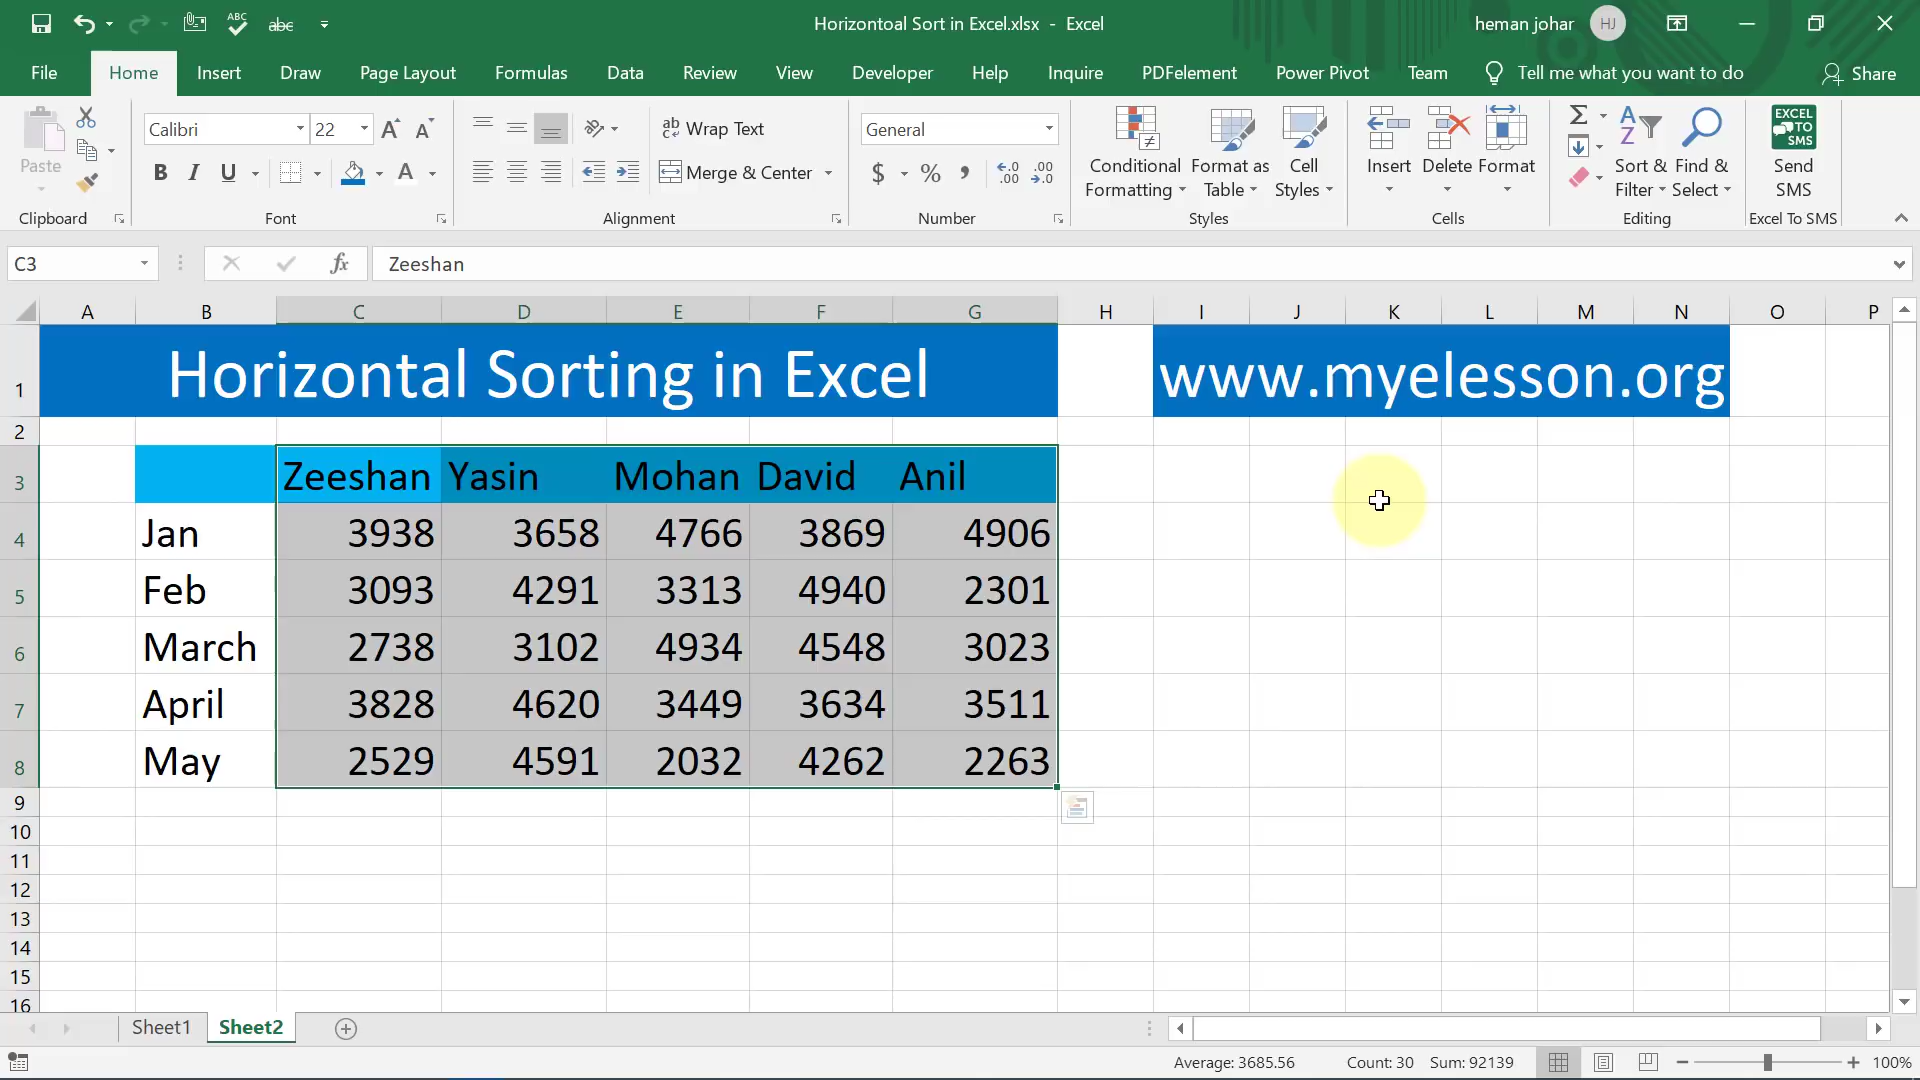 Horizontoal Sort in Excel.xlsx - Excel
heman johar HJ
File Home Insert Draw Page Layout Formulas Data Review View Developer Help Inquire PDFelement Power Pivot Team Tell me what you want to do Share
Paste
Clipboard
Calibri 22
B I U
Font
Wrap Text
Merge & Center
Alignment
General
$ % ,
Number
Conditional Formatting
Format as Table
Cell Styles
Styles
Insert Delete Format
Cells
Sort & Filter
Find & Select
Editing
EXCEL TO SMS
Send SMS
Excel To SMS
C3 fx Zeeshan
A B C D E F G H I J K L M N O P
1 Horizontal Sorting in Excel www.myelesson.org
2
3 Zeeshan Yasin Mohan David Anil
4 Jan 3938 3658 4766 3869 4906
5 Feb 3093 4291 3313 4940 2301
6 March 2738 3102 4934 4548 3023
7 April 3828 4620 3449 3634 3511
8 May 2529 4591 2032 4262 2263
9
10
11
12
13
14
15
16
Sheet1 Sheet2
Average: 3685.56 Count: 30 Sum: 92139 100%